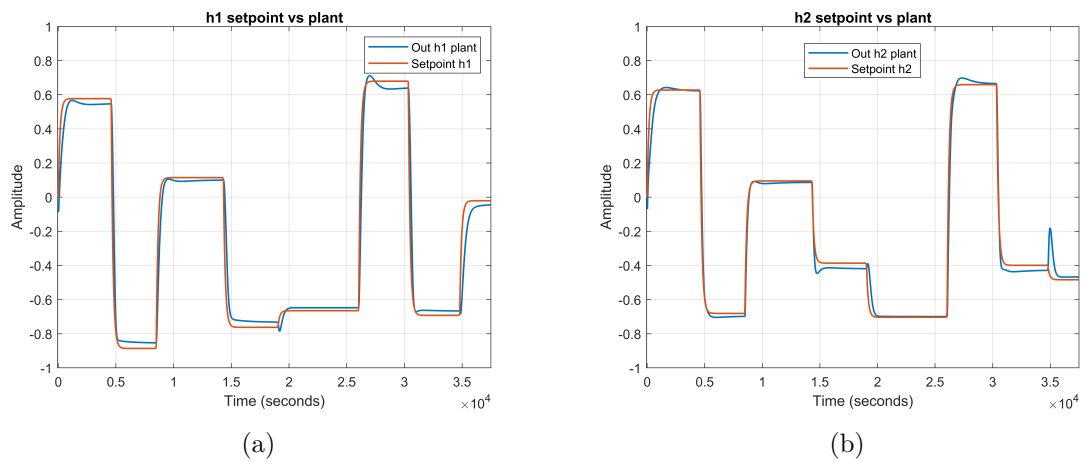 h1 setpoint vs plant
1
0.8
0.6
0.4
0.2
0
-0.2
-0.4
-0.6
-0.8
-1
Amplitude
Out h1 plant
Setpoint h1
0 0.5 1 1.5 2 2.5 3 3.5
×10⁴
Time (seconds)
(a)
h2 setpoint vs plant
1
0.8
0.6
0.4
0.2
0
-0.2
-0.4
-0.6
-0.8
-1
Amplitude
Out h2 plant
Setpoint h2
0 0.5 1 1.5 2 2.5 3 3.5
×10⁴
Time (seconds)
(b)